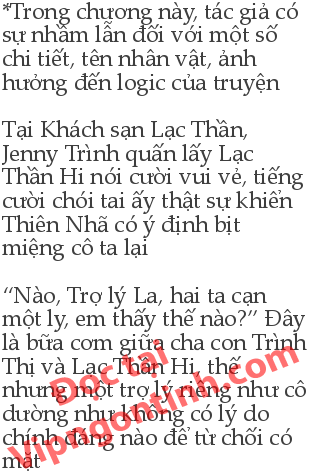 *Trong chương này, tác giả có
sự nhầm lẫn đối với một số
chi tiết, tên nhân vật, ảnh
hưởng đến logic của truyện
Tại Khách sạn Lạc Thần,
Jenny Trình quấn lấy Lạc
Thần Hi nói cười vui vẻ, tiếng
cười chói tai ấy thật sự khiến
Thiên Nhã có ý định bịt
miệng cô ta lại
“Nào, Trợ lý La, hai ta cạn
một ly, em thấy thế nào?” Đây
là bữa cơm giữa cha con Trình
Thị và Lạc Thần Hi, thế
nhưng một trợ lý riêng như cô
dường như không có lý do
chính đáng nào để từ chối có
mặt
Đọc tại
Vipngontinh.com